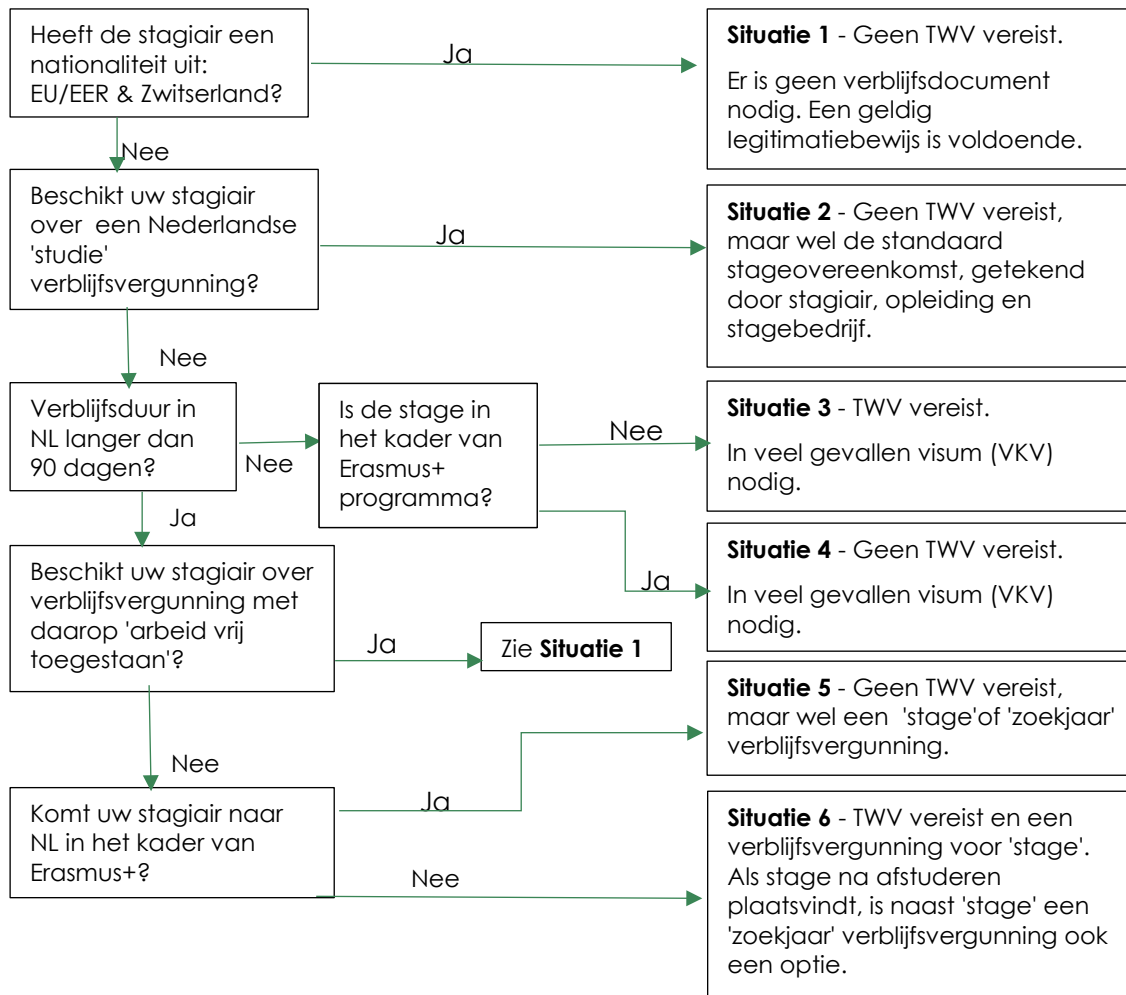 Heeft de stagiair een
nationaliteit uit:
EU/EER & Zwitserland?
Ja
Situatie 1 - Geen TWV vereist.
Er is geen verblijfsdocument
nodig. Een geldig
legitimatiebewijs is voldoende.
Nee
Beschikt uw stagiair
over een Nederlandse
'studie'
verblijfsvergunning?
Ja
Situatie 2 - Geen TWV vereist,
maar wel de standaard
stageovereenkomst, getekend
door stagiair, opleiding en
stagebedrijf.
Nee
Verblijfsduur in
NL langer dan
90 dagen?
Nee
Is de stage in
het kader van
Erasmus+
programma?
Nee
Situatie 3 - TWV vereist.
In veel gevallen visum (VKV)
nodig.
Ja
Situatie 4 - Geen TWV vereist.
In veel gevallen visum (VKV)
nodig.
Ja
Beschikt uw stagiair over
verblijfsvergunning met
daarop 'arbeid vrij
toegestaan'?
Ja
Zie Situatie 1
Nee
Komt uw stagiair naar
NL in het kader van
Erasmus+?
Ja
Situatie 5 - Geen TWV vereist,
maar wel een 'stage'of 'zoekjaar'
verblijfsvergunning.
Nee
Situatie 6 - TWV vereist en een
verblijfsvergunning voor 'stage'.
Als stage na afstuderen
plaatsvindt, is naast 'stage' een
'zoekjaar' verblijfsvergunning ook
een optie.